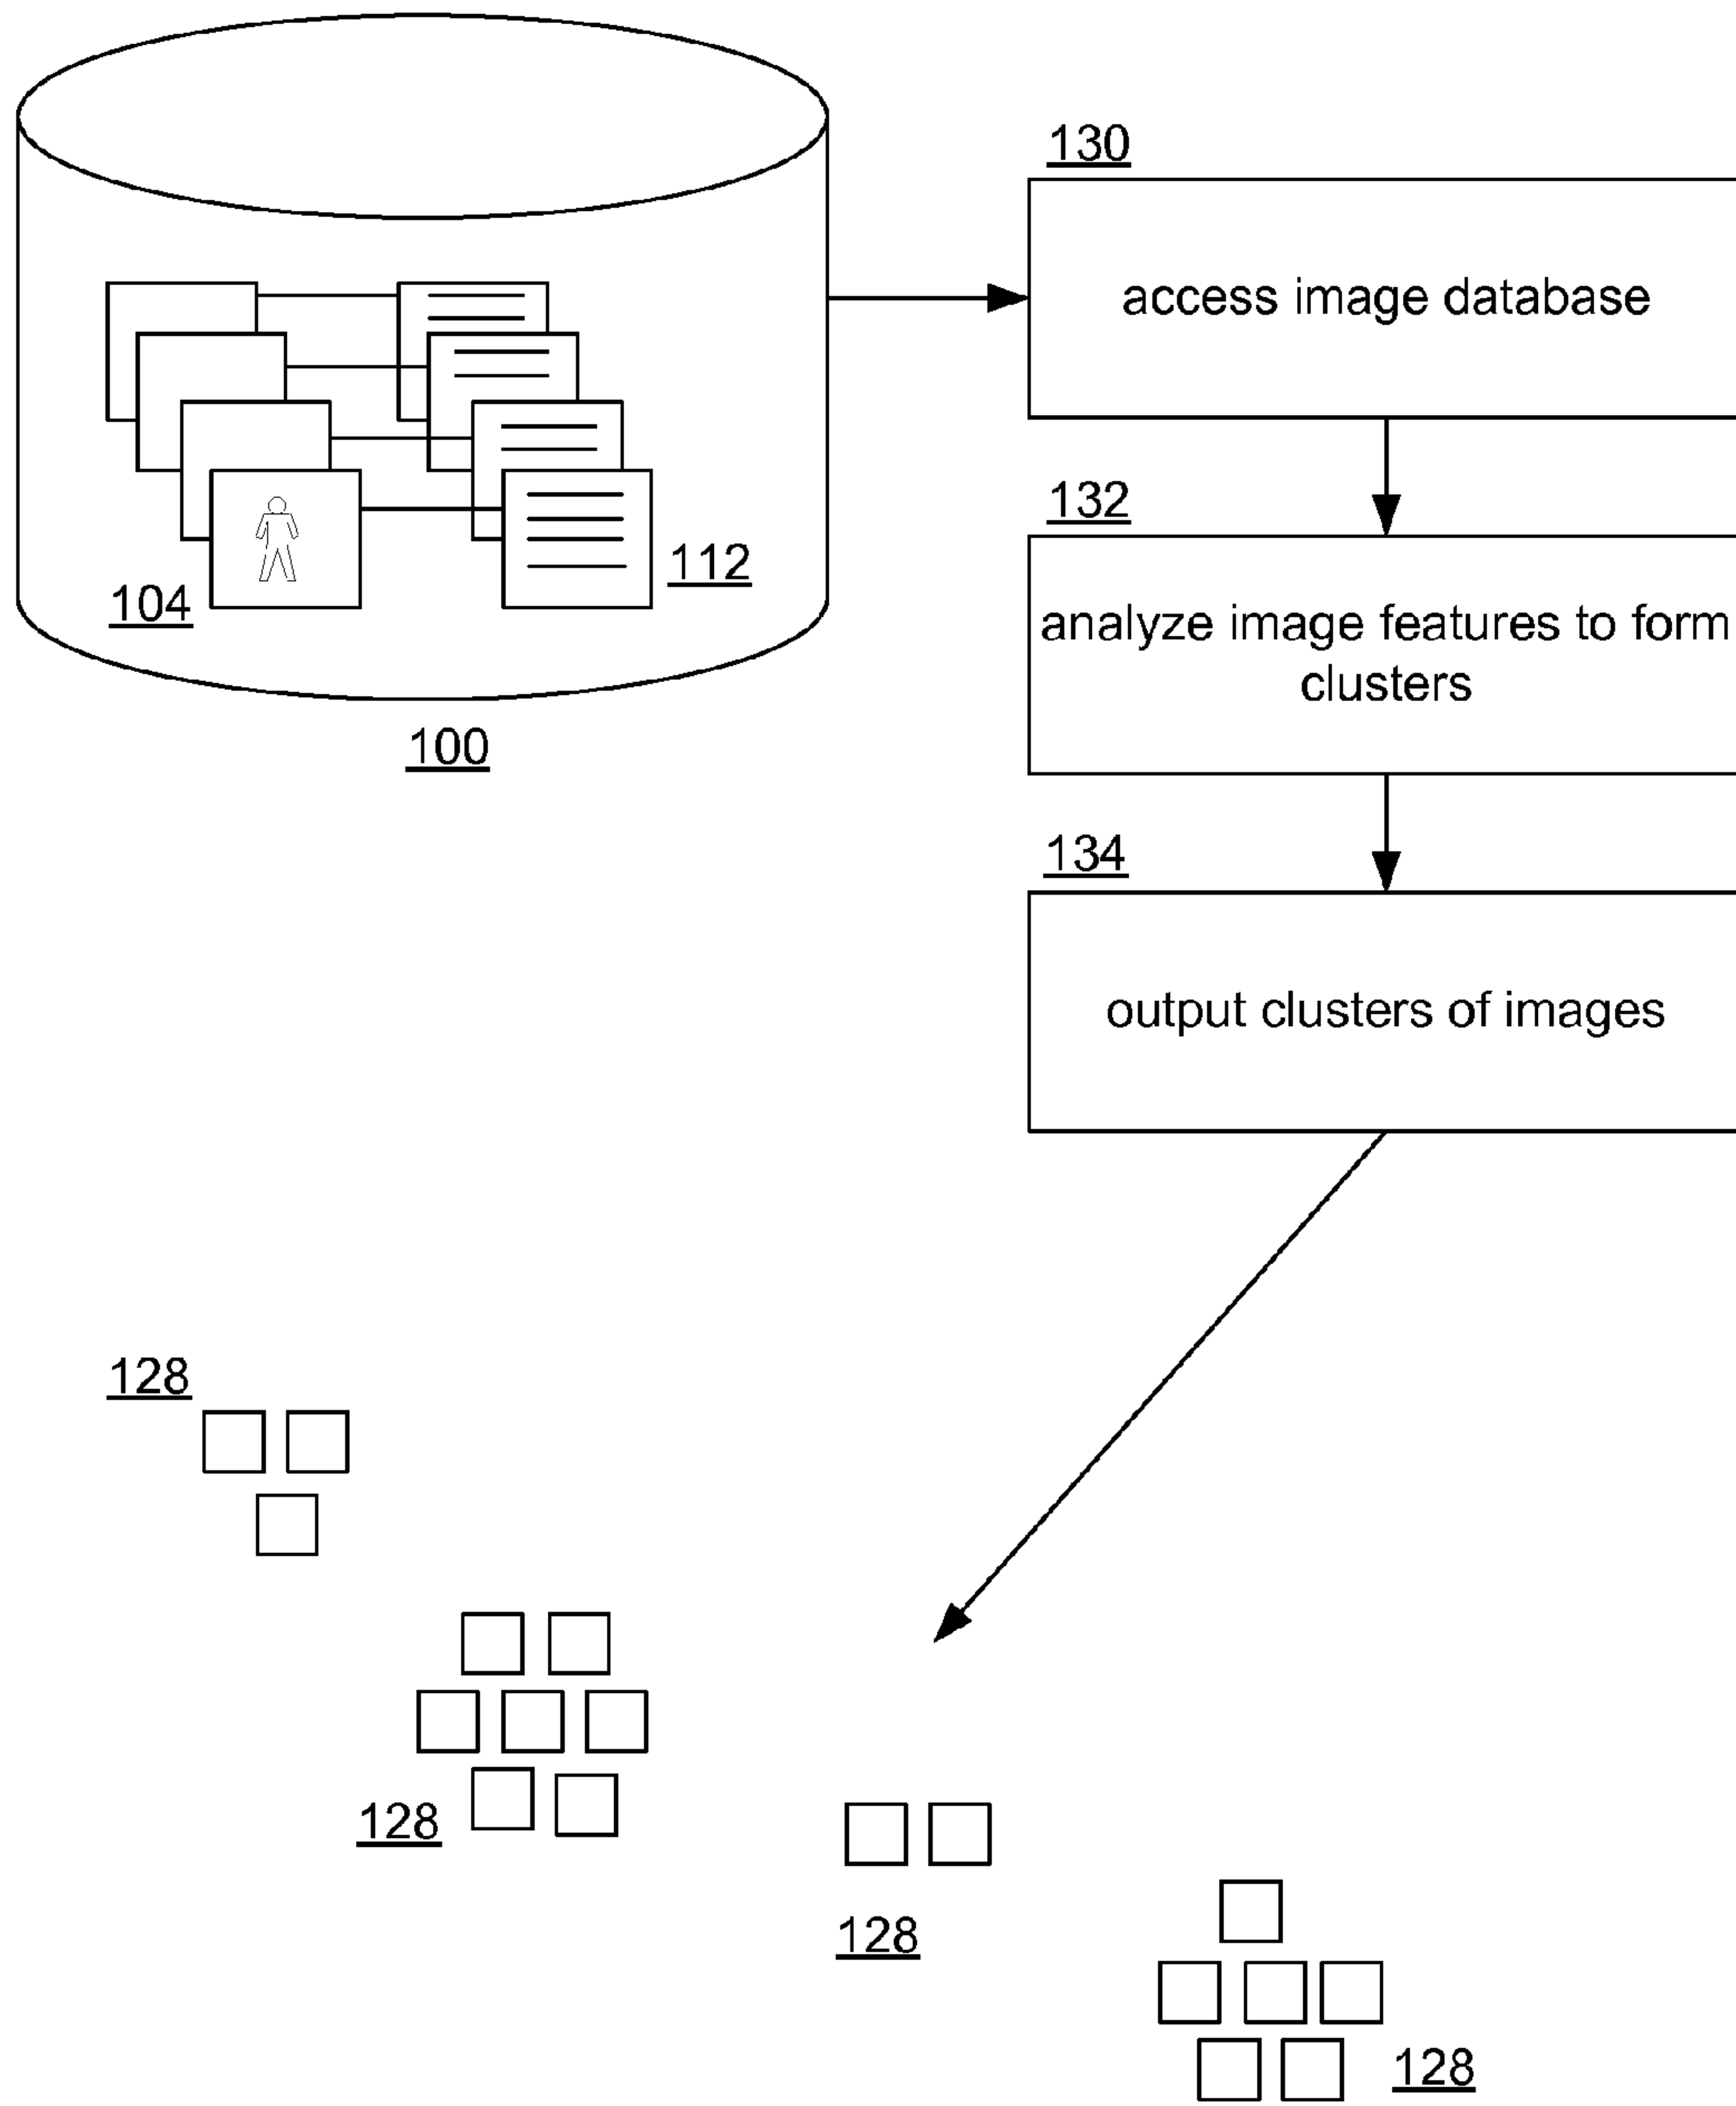 130
access image database
104
112
100
132
analyze image features to form
clusters
134
output clusters of images
128
128
128
128